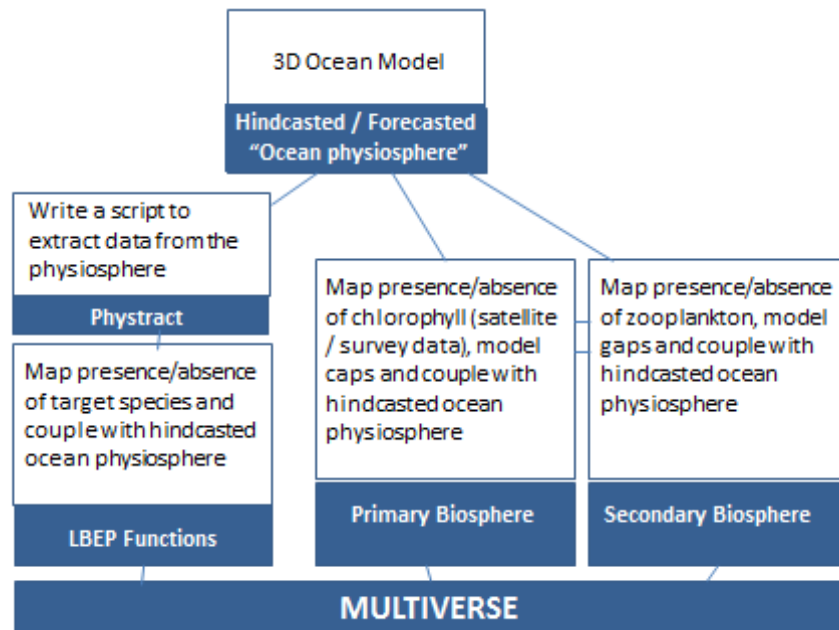 3D Ocean Model
Hindcasted / Forecasted
“Ocean physiosphere”
Write a script to
extract data from the
physiosphere
Phystract
Map presence/absence
of target species and
couple with hindcasted
ocean physiosphere
LBEP Functions
Map presence/absence
of chlorophyll (satellite
/ survey data), model
caps and couple with
hindcasted ocean
physiosphere
Primary Biosphere
Map presence/absence
of zooplankton, model
gaps and couple with
hindcasted ocean
physiosphere
Secondary Biosphere
MULTIVERSE